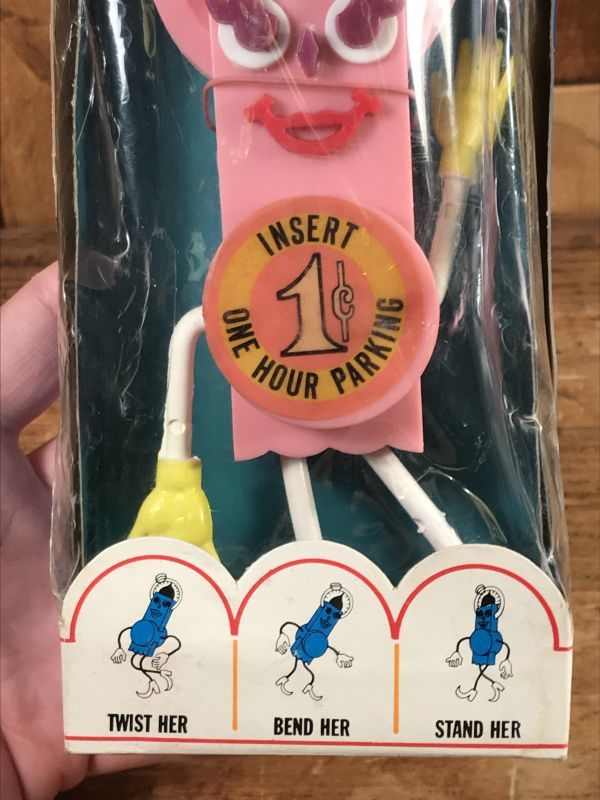 INSERT
1¢
ONE HOUR PARKING
TWIST HER
BEND HER
STAND HER